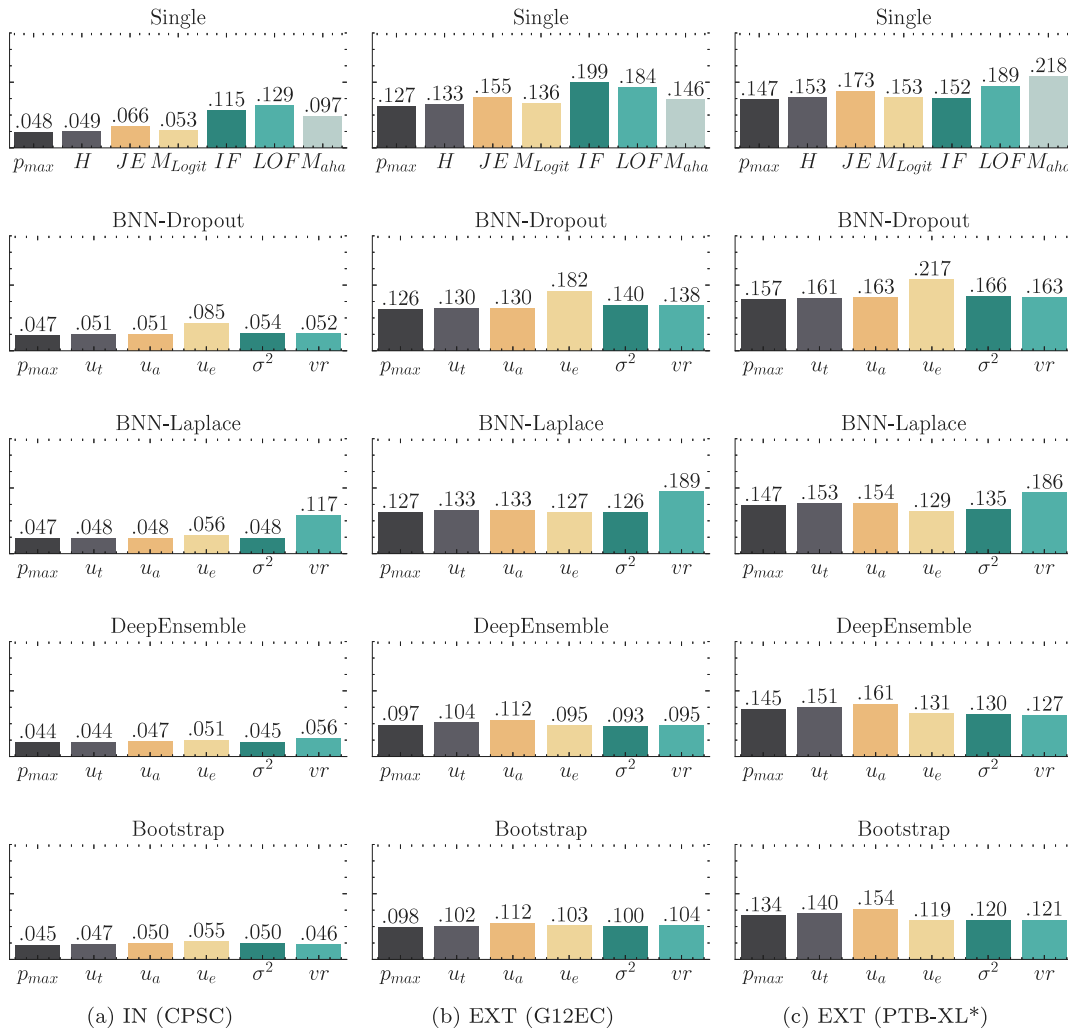 Single Single Single
.048 .049 .066 .053 .115 .129 .097 .127 .133 .155 .136 .199 .184 .146 .147 .153 .173 .153 .152 .189 .218
p_max H JE M_Logit IF LOF M_aha p_max H JE M_Logit IF LOF M_aha p_max H JE M_Logit IF LOF M_aha
BNN-Dropout BNN-Dropout BNN-Dropout
.047 .051 .051 .085 .054 .052 .126 .130 .130 .182 .140 .138 .157 .161 .163 .217 .166 .163
p_max u_t u_a u_e σ² vr p_max u_t u_a u_e σ² vr p_max u_t u_a u_e σ² vr
BNN-Laplace BNN-Laplace BNN-Laplace
.047 .048 .048 .056 .048 .117 .127 .133 .133 .127 .126 .189 .147 .153 .154 .129 .135 .186
p_max u_t u_a u_e σ² vr p_max u_t u_a u_e σ² vr p_max u_t u_a u_e σ² vr
DeepEnsemble DeepEnsemble DeepEnsemble
.044 .044 .047 .051 .045 .056 .097 .104 .112 .095 .093 .095 .145 .151 .161 .131 .130 .127
p_max u_t u_a u_e σ² vr p_max u_t u_a u_e σ² vr p_max u_t u_a u_e σ² vr
Bootstrap Bootstrap Bootstrap
.045 .047 .050 .055 .050 .046 .098 .102 .112 .103 .100 .104 .134 .140 .154 .119 .120 .121
p_max u_t u_a u_e σ² vr p_max u_t u_a u_e σ² vr p_max u_t u_a u_e σ² vr
(a) IN (CPSC) (b) EXT (G12EC) (c) EXT (PTB-XL*)